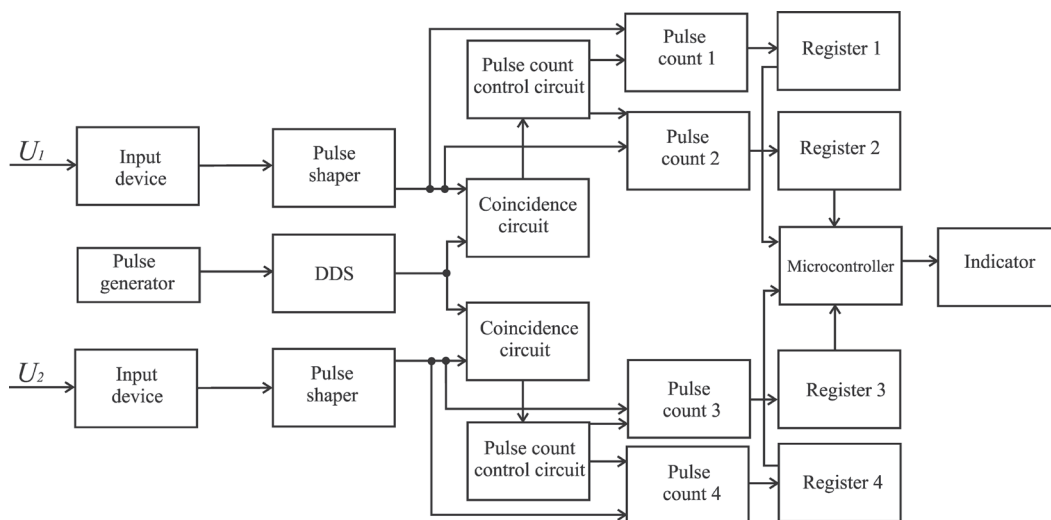 Pulse
count 1
Register 1
Pulse count
control circuit
Pulse
count 2
Register 2
U1
Input
device
Pulse
shaper
Coincidence
circuit
Pulse
generator
DDS
Microcontroller
Indicator
Coincidence
circuit
U2
Input
device
Pulse
shaper
Pulse
count 3
Register 3
Pulse count
control circuit
Pulse
count 4
Register 4